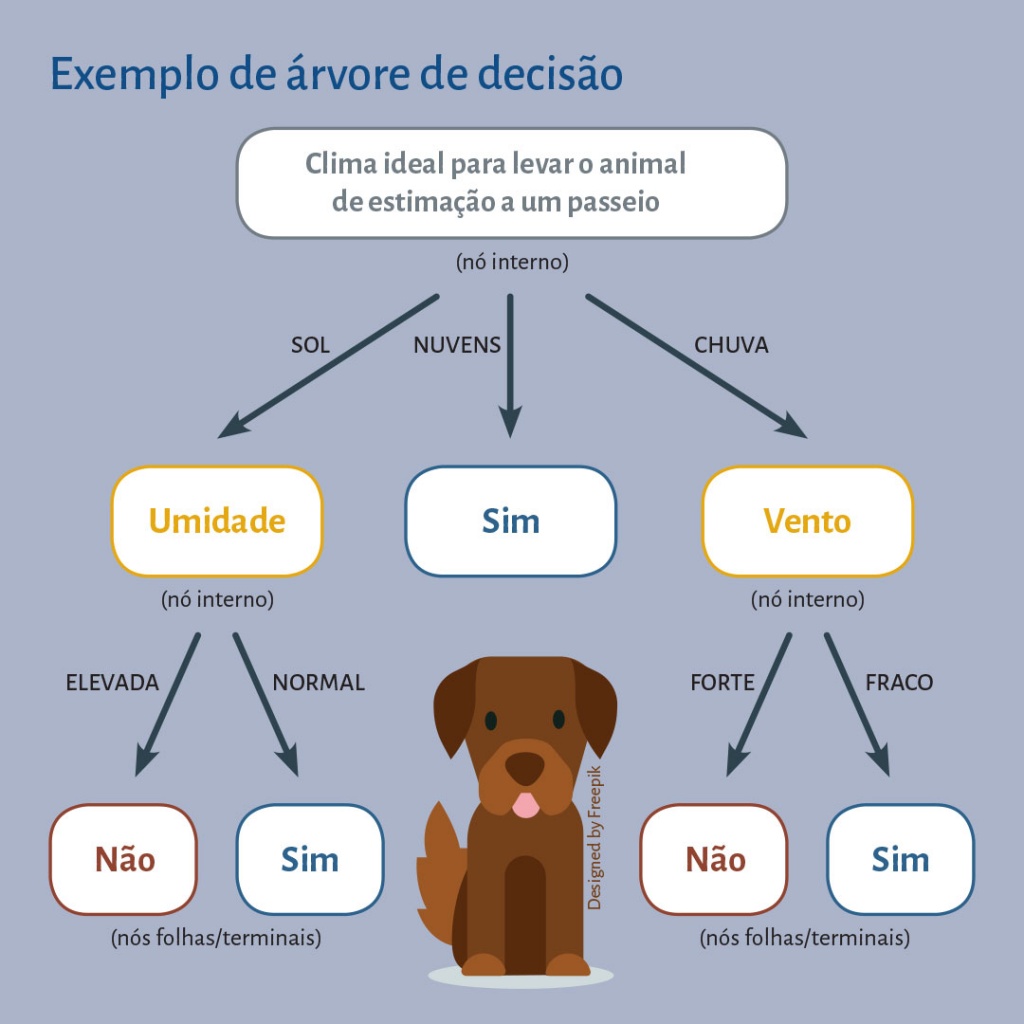 Exemplo de árvore de decisão
Clima ideal para levar o animal
de estimação a um passeio
(nó interno)
SOL
NUVENS
CHUVA
Umidade
Sim
Vento
(nó interno)
(nó interno)
ELEVADA
NORMAL
FORTE
FRACO
Não
Sim
Não
Sim
(nós folhas/terminais)
(nós folhas/terminais)
Designed by Freepik